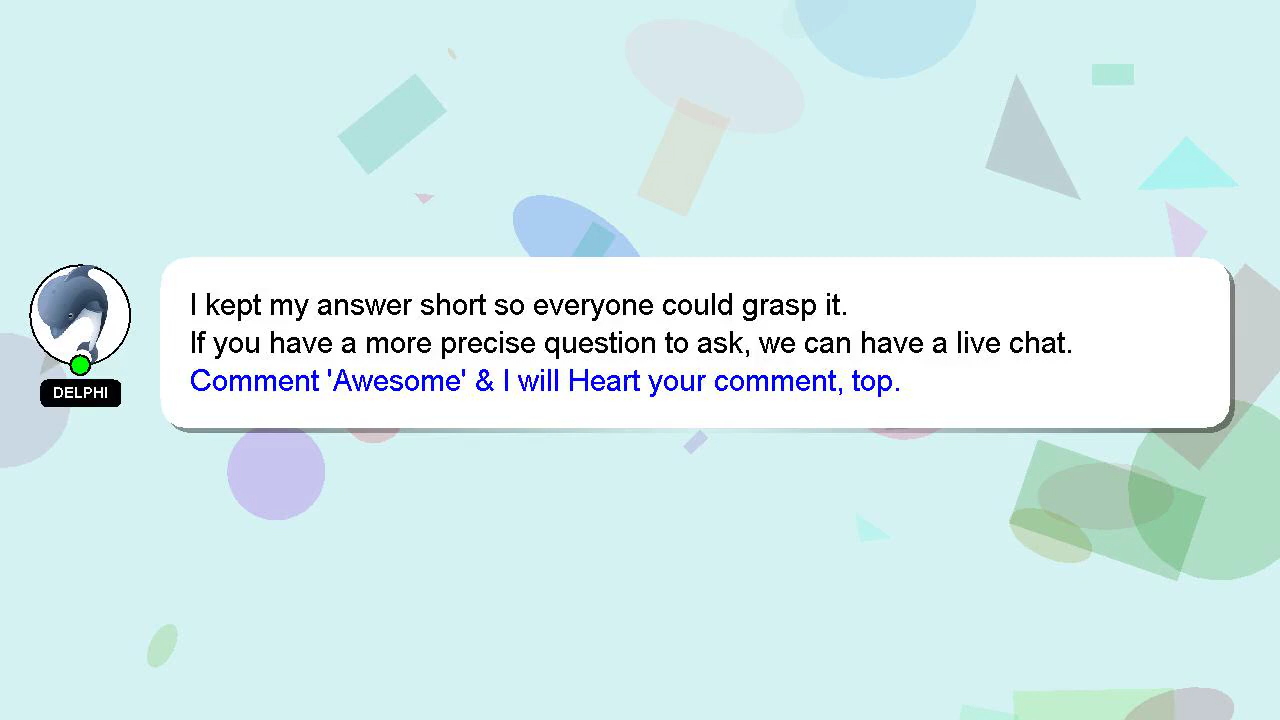 I kept my answer short so everyone could grasp it.
If you have a more precise question to ask, we can have a live chat.
Comment 'Awesome' & I will Heart your comment, top.
DELPHI